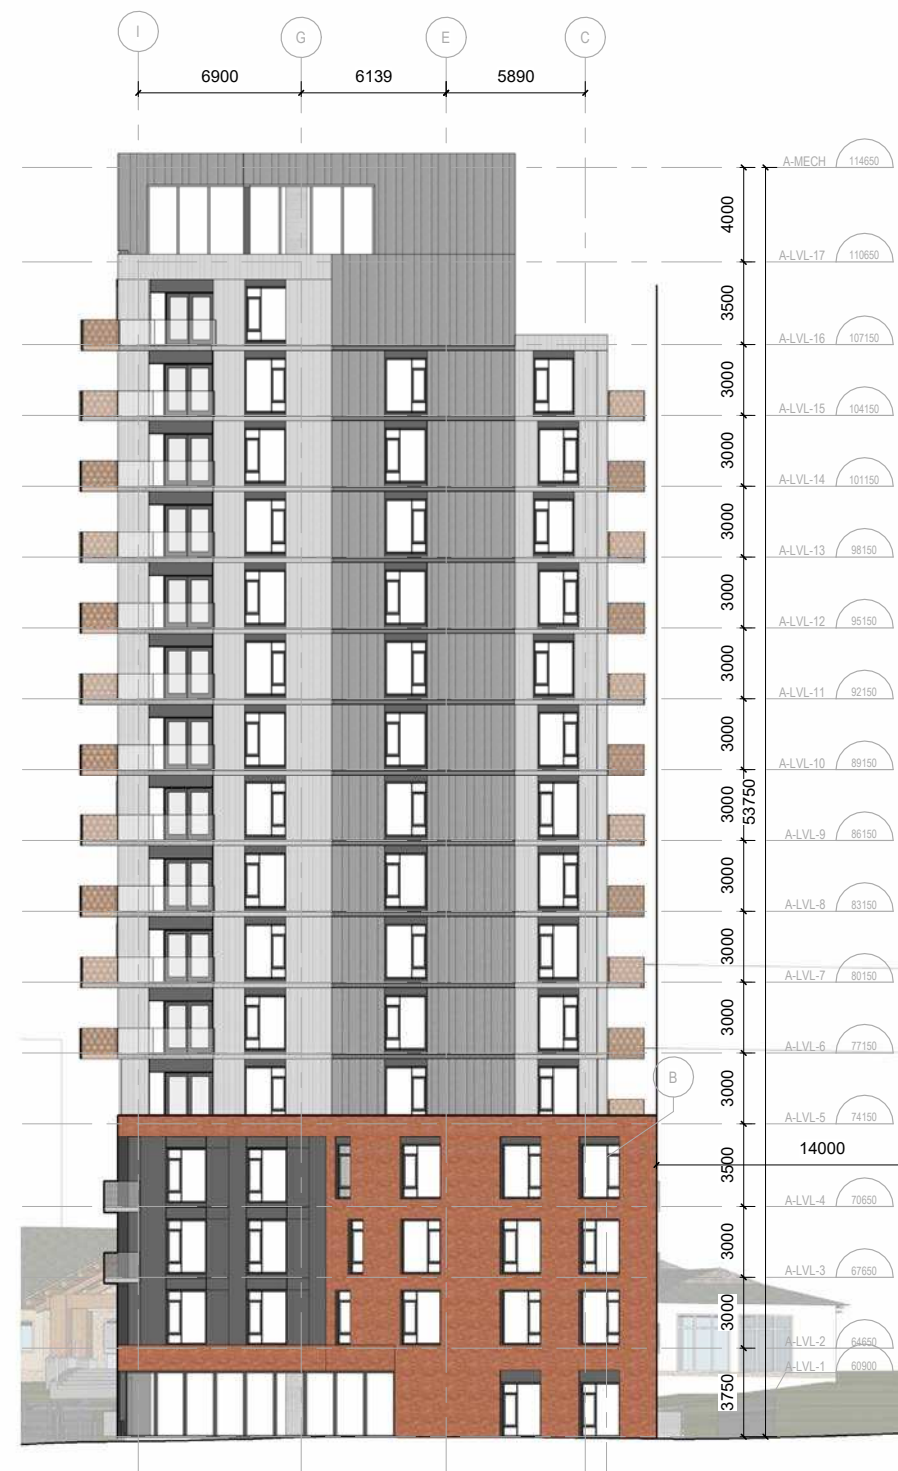 I G E C
6900 6139 5890
A-MECH 114650
4000
A-LVL-17 110650
3500
A-LVL-16 107150
3000
A-LVL-15 104150
3000
A-LVL-14 101150
3000
A-LVL-13 98150
3000
A-LVL-12 95150
3000
A-LVL-11 92150
3000
A-LVL-10 89150
3000
53750
A-LVL-9 86150
3000
A-LVL-8 83150
3000
A-LVL-7 80150
3000
A-LVL-6 77150
3000
B
A-LVL-5 74150
14000
3500
A-LVL-4 70650
3000
A-LVL-3 67650
3000
A-LVL-2 64650
A-LVL-1 60900
3750